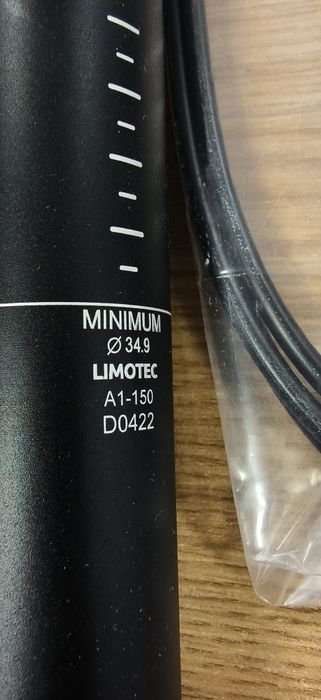 MINIMUM
Ø 34.9
LIMOTEC
A1-150
D0422